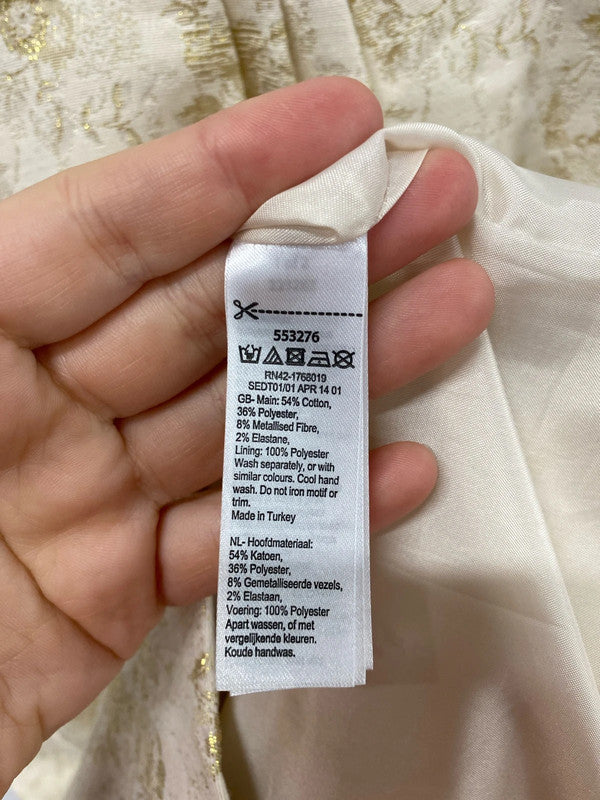 553276
RN42-1768019
SEDT01/01 APR 14 01
GB- Main: 54% Cotton,
36% Polyester,
8% Metallised Fibre,
2% Elastane,
Lining: 100% Polyester
Wash separately, or with
similar colours. Cool hand
wash. Do not iron motif or
trim.
Made in Turkey
NL- Hoofdmateriaal:
54% Katoen,
36% Polyester,
8% Gemetalliseerde vezels,
2% Elastaan,
Voering: 100% Polyester
Apart wassen, of met
vergelijkende kleuren.
Koude handwas.